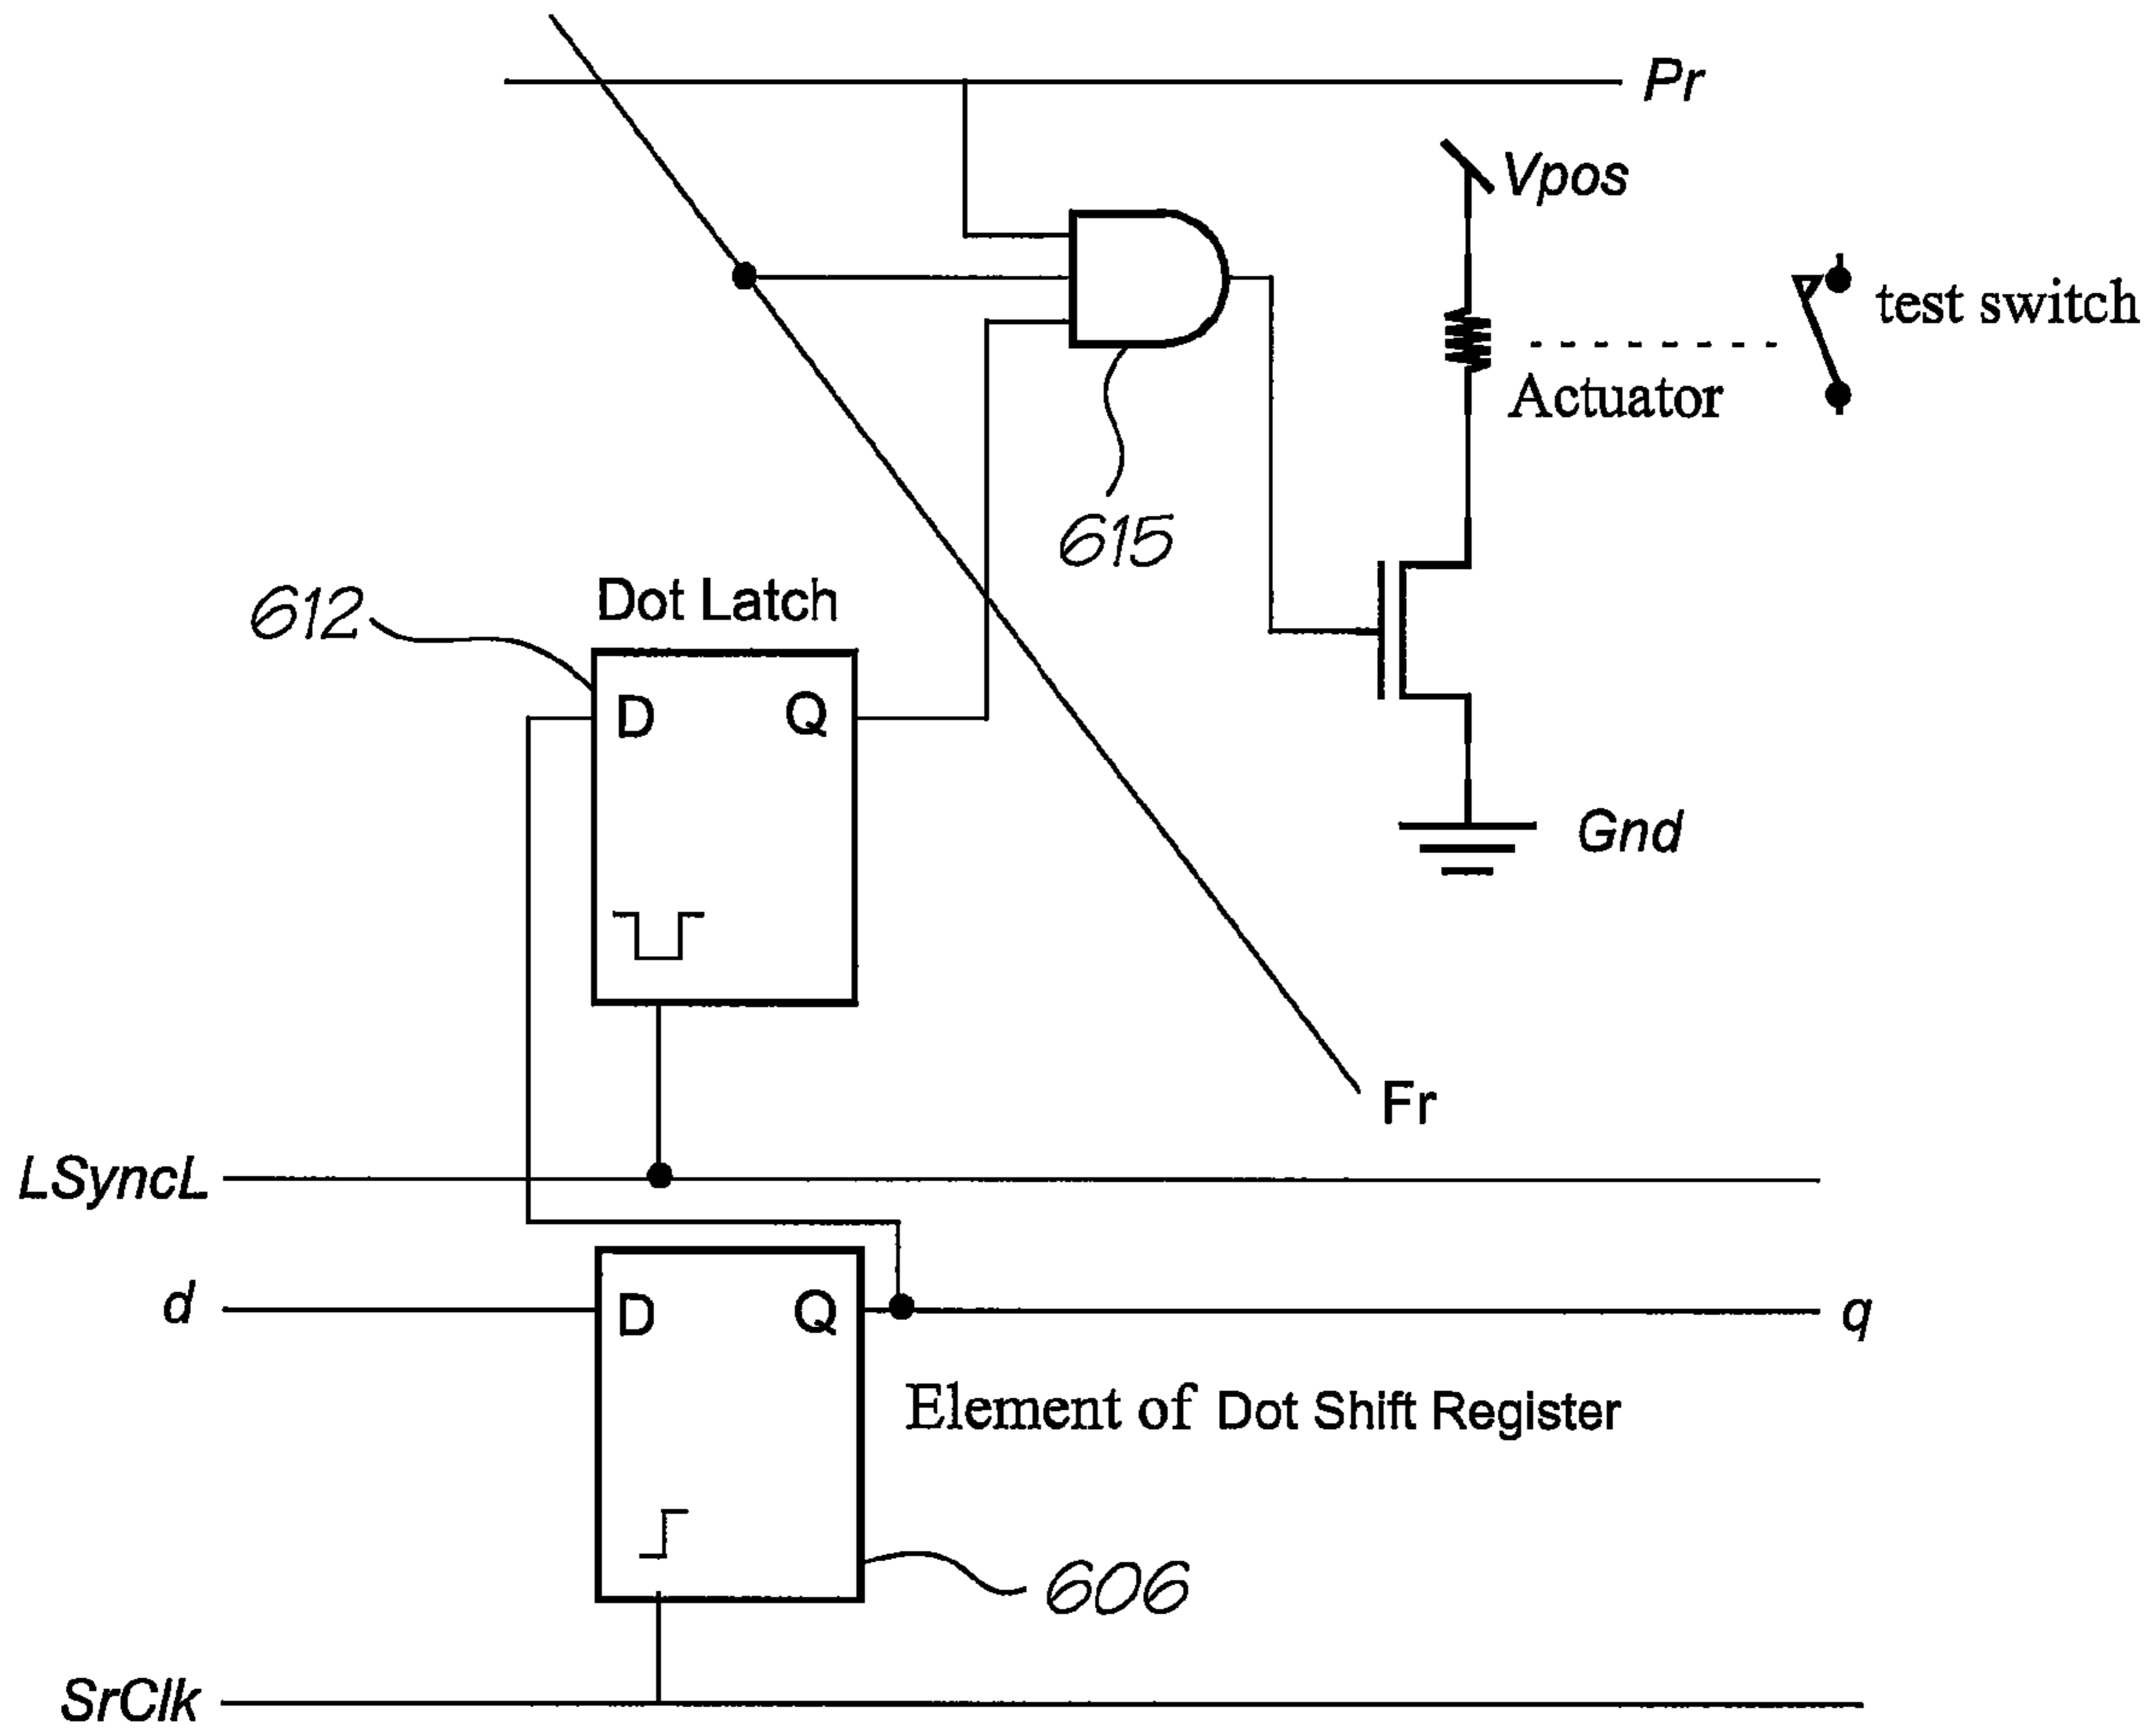 Pr
Vpos
test switch
Actuator
615
612
Dot Latch
D Q
Gnd
Fr
LSyncL
d
D Q
q
Element of Dot Shift Register
606
SrClk